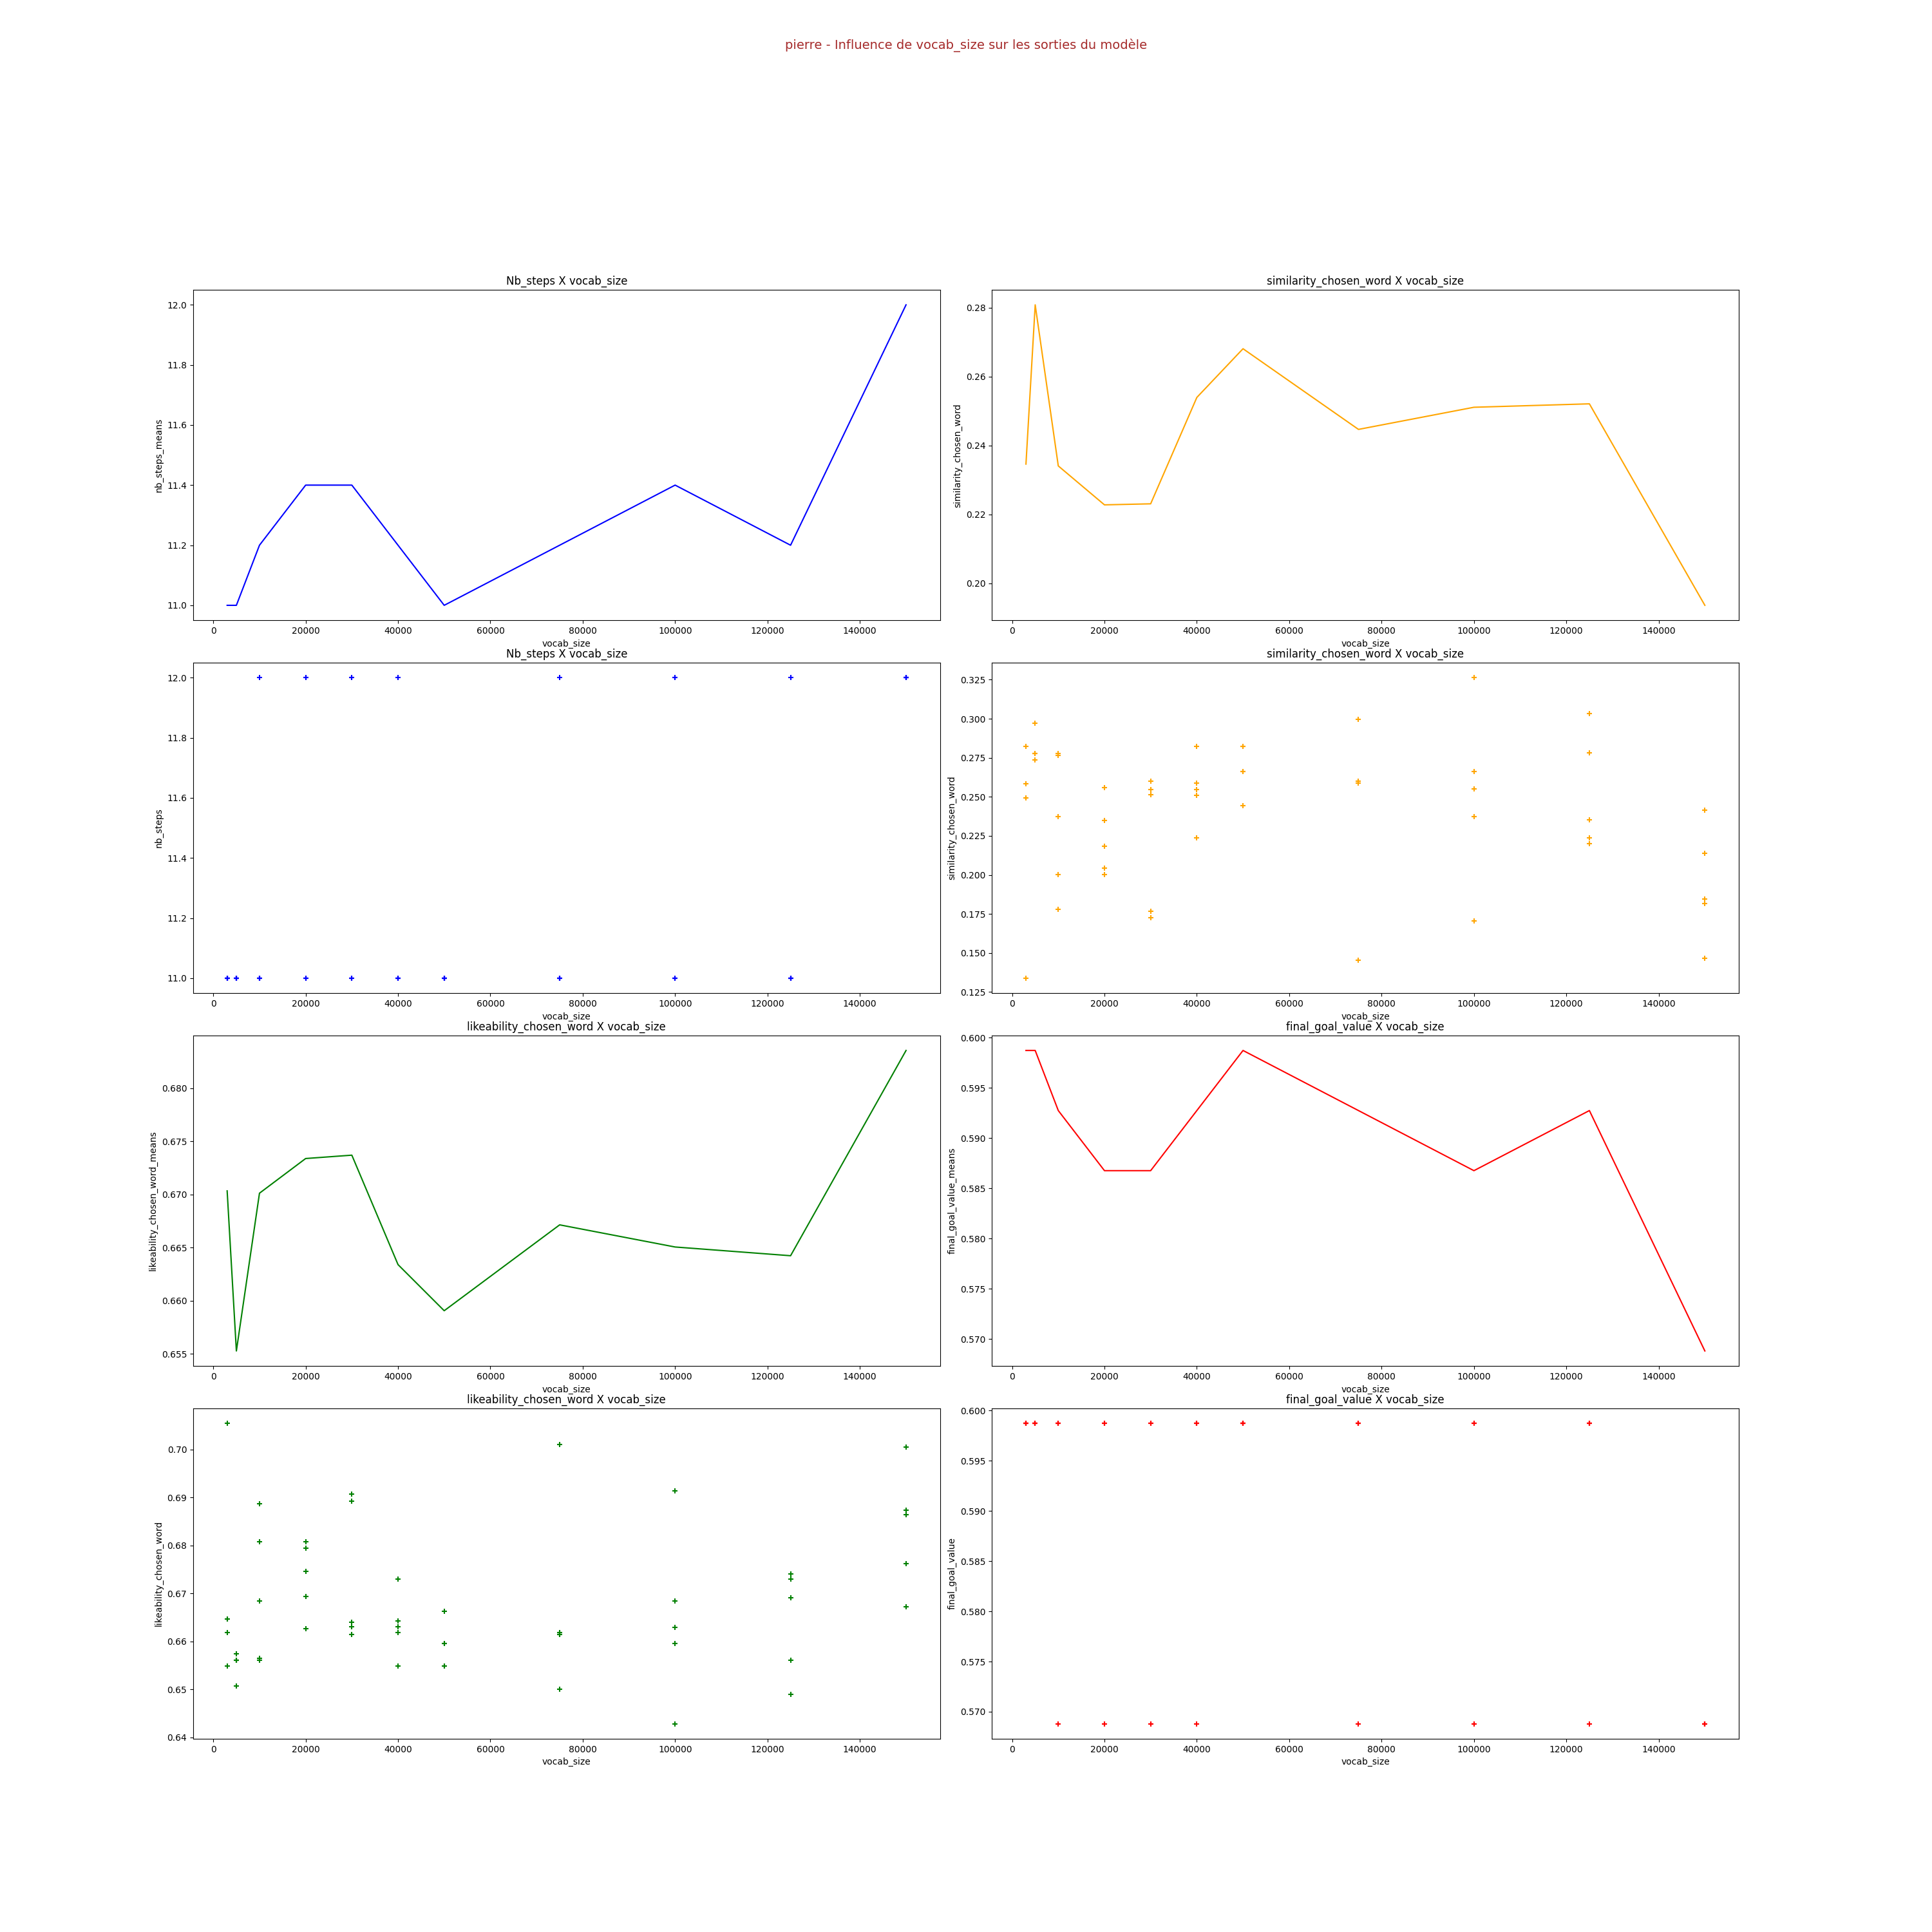 pierre - Influence de vocab_size sur les sorties du modèle
Nb_steps X vocab_size
nb_steps_means
12.0
11.8
11.6
11.4
11.2
11.0
0 20000 40000 60000 80000 100000 120000 140000
vocab_size
similarity_chosen_word X vocab_size
similarity_chosen_word
0.28
0.26
0.24
0.22
0.20
0 20000 40000 60000 80000 100000 120000 140000
vocab_size
Nb_steps X vocab_size
nb_steps
12.0
11.8
11.6
11.4
11.2
11.0
0 20000 40000 60000 80000 100000 120000 140000
vocab_size
similarity_chosen_word X vocab_size
similarity_chosen_word
0.325
0.300
0.275
0.250
0.225
0.200
0.175
0.150
0.125
0 20000 40000 60000 80000 100000 120000 140000
vocab_size
likeability_chosen_word X vocab_size
likeability_chosen_word_means
0.680
0.675
0.670
0.665
0.660
0.655
0 20000 40000 60000 80000 100000 120000 140000
vocab_size
final_goal_value X vocab_size
final_goal_value_means
0.600
0.595
0.590
0.585
0.580
0.575
0.570
0 20000 40000 60000 80000 100000 120000 140000
vocab_size
likeability_chosen_word X vocab_size
likeability_chosen_word
0.70
0.69
0.68
0.67
0.66
0.65
0.64
0 20000 40000 60000 80000 100000 120000 140000
vocab_size
final_goal_value X vocab_size
final_goal_value
0.600
0.595
0.590
0.585
0.580
0.575
0.570
0 20000 40000 60000 80000 100000 120000 140000
vocab_size